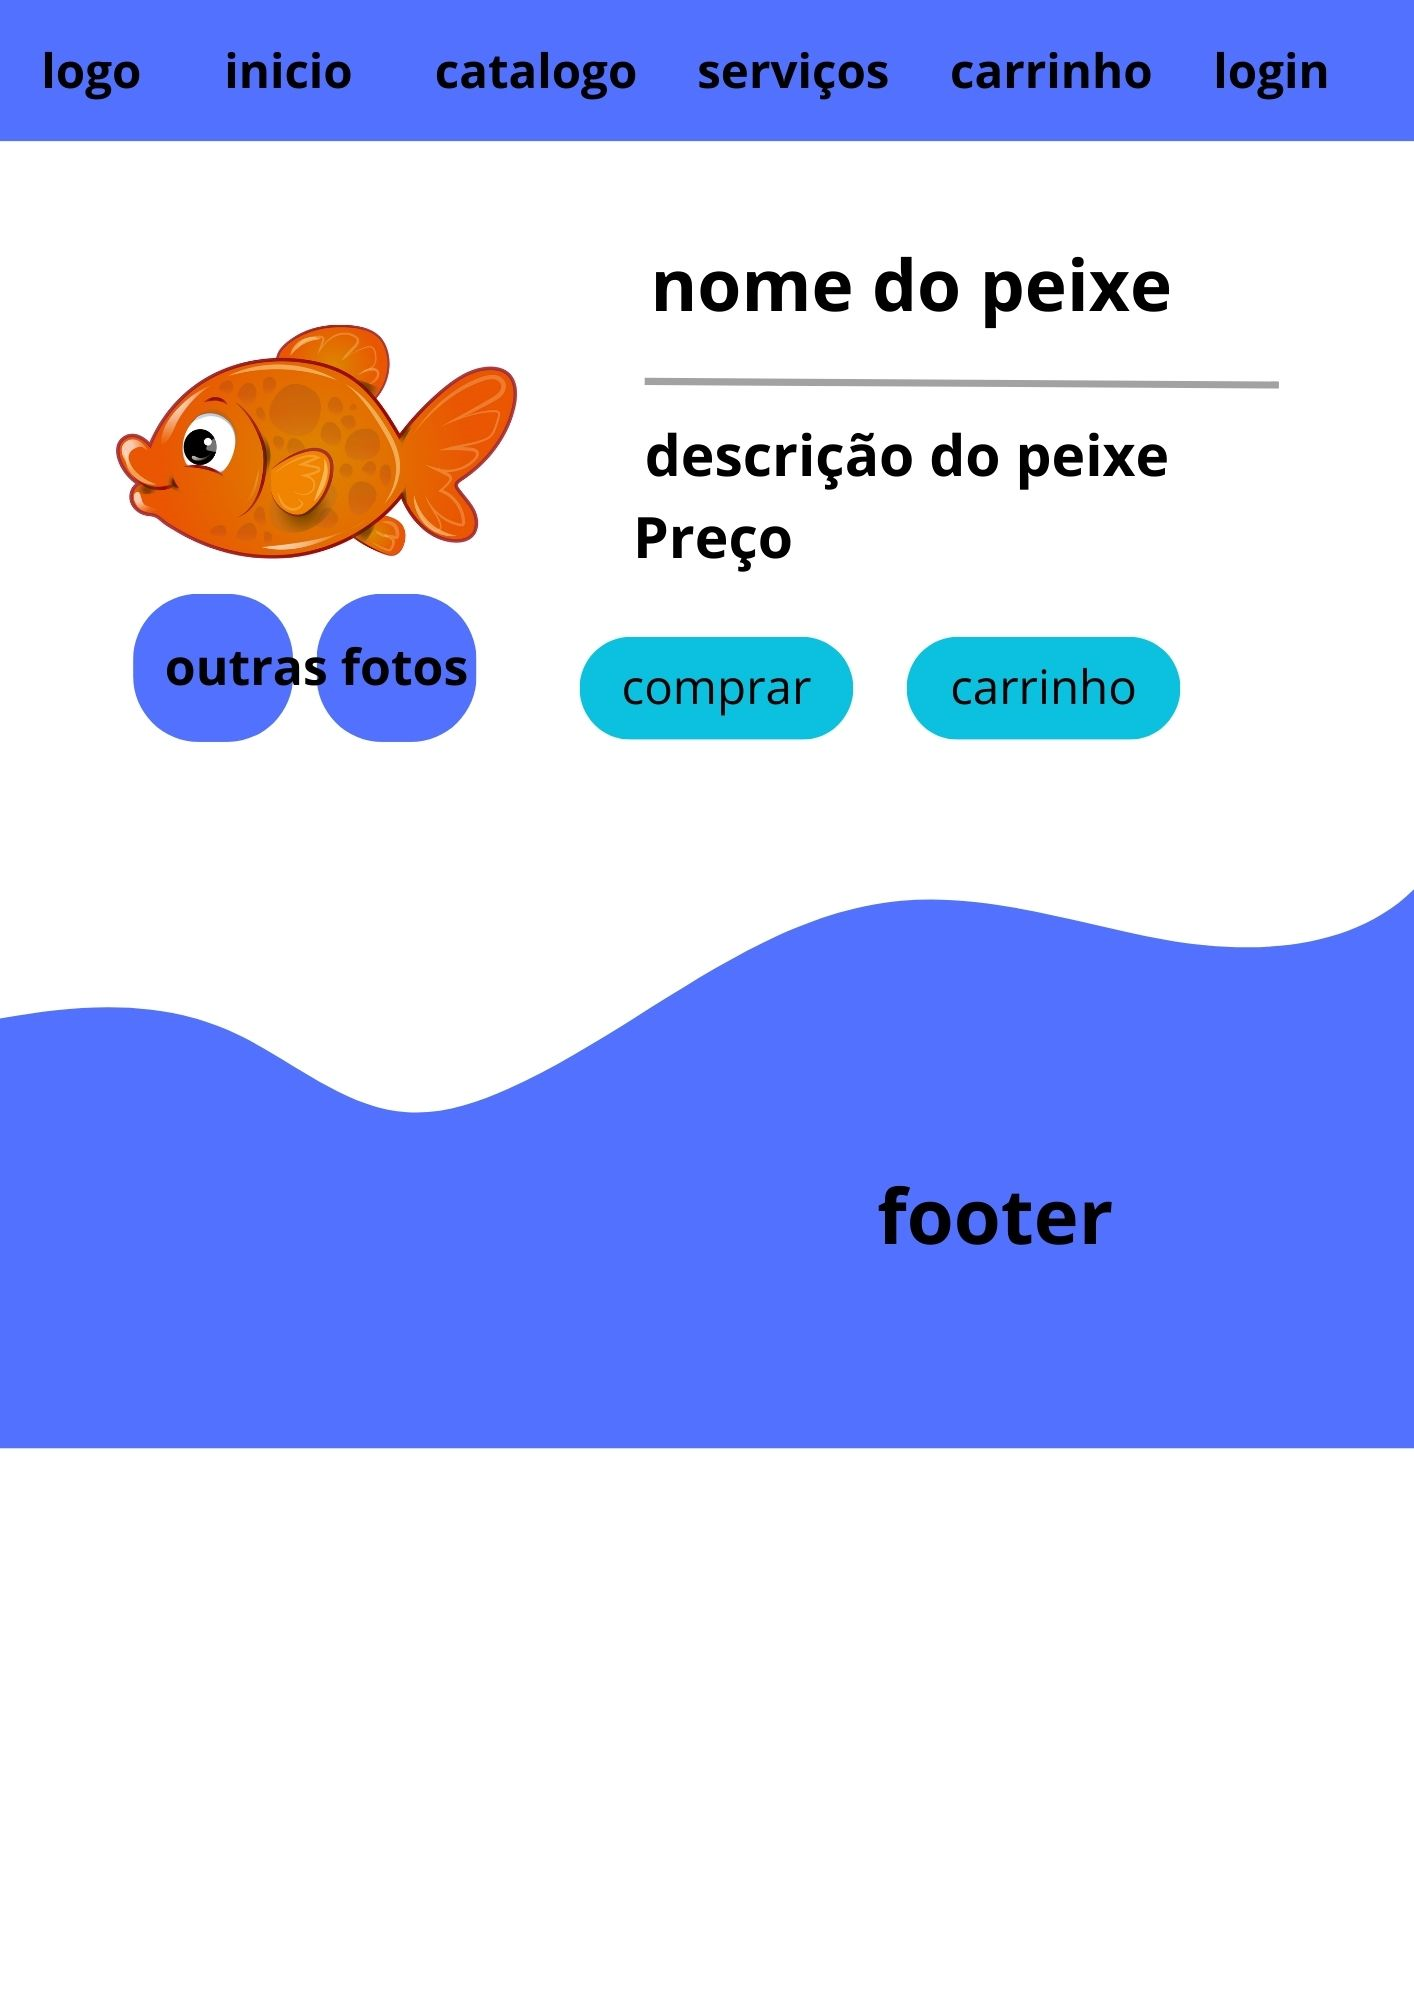 logo inicio catalogo serviços carrinho login
nome do peixe
descrição do peixe
Preço
outras fotos
comprar carrinho
footer